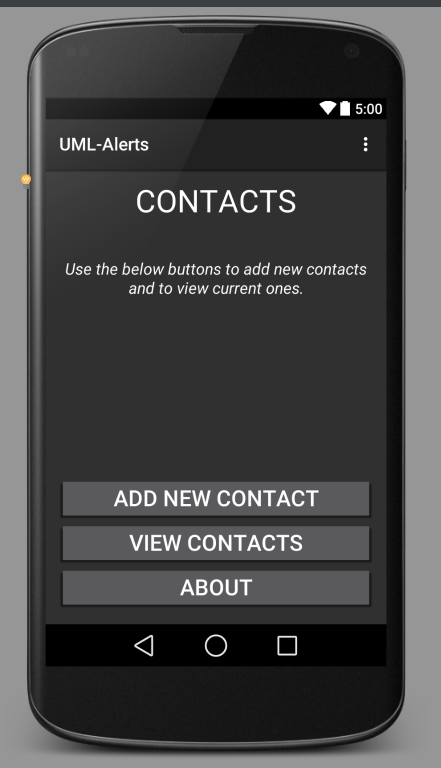 5:00
UML-Alerts
CONTACTS
Use the below buttons to add new contacts
and to view current ones.
ADD NEW CONTACT
VIEW CONTACTS
ABOUT